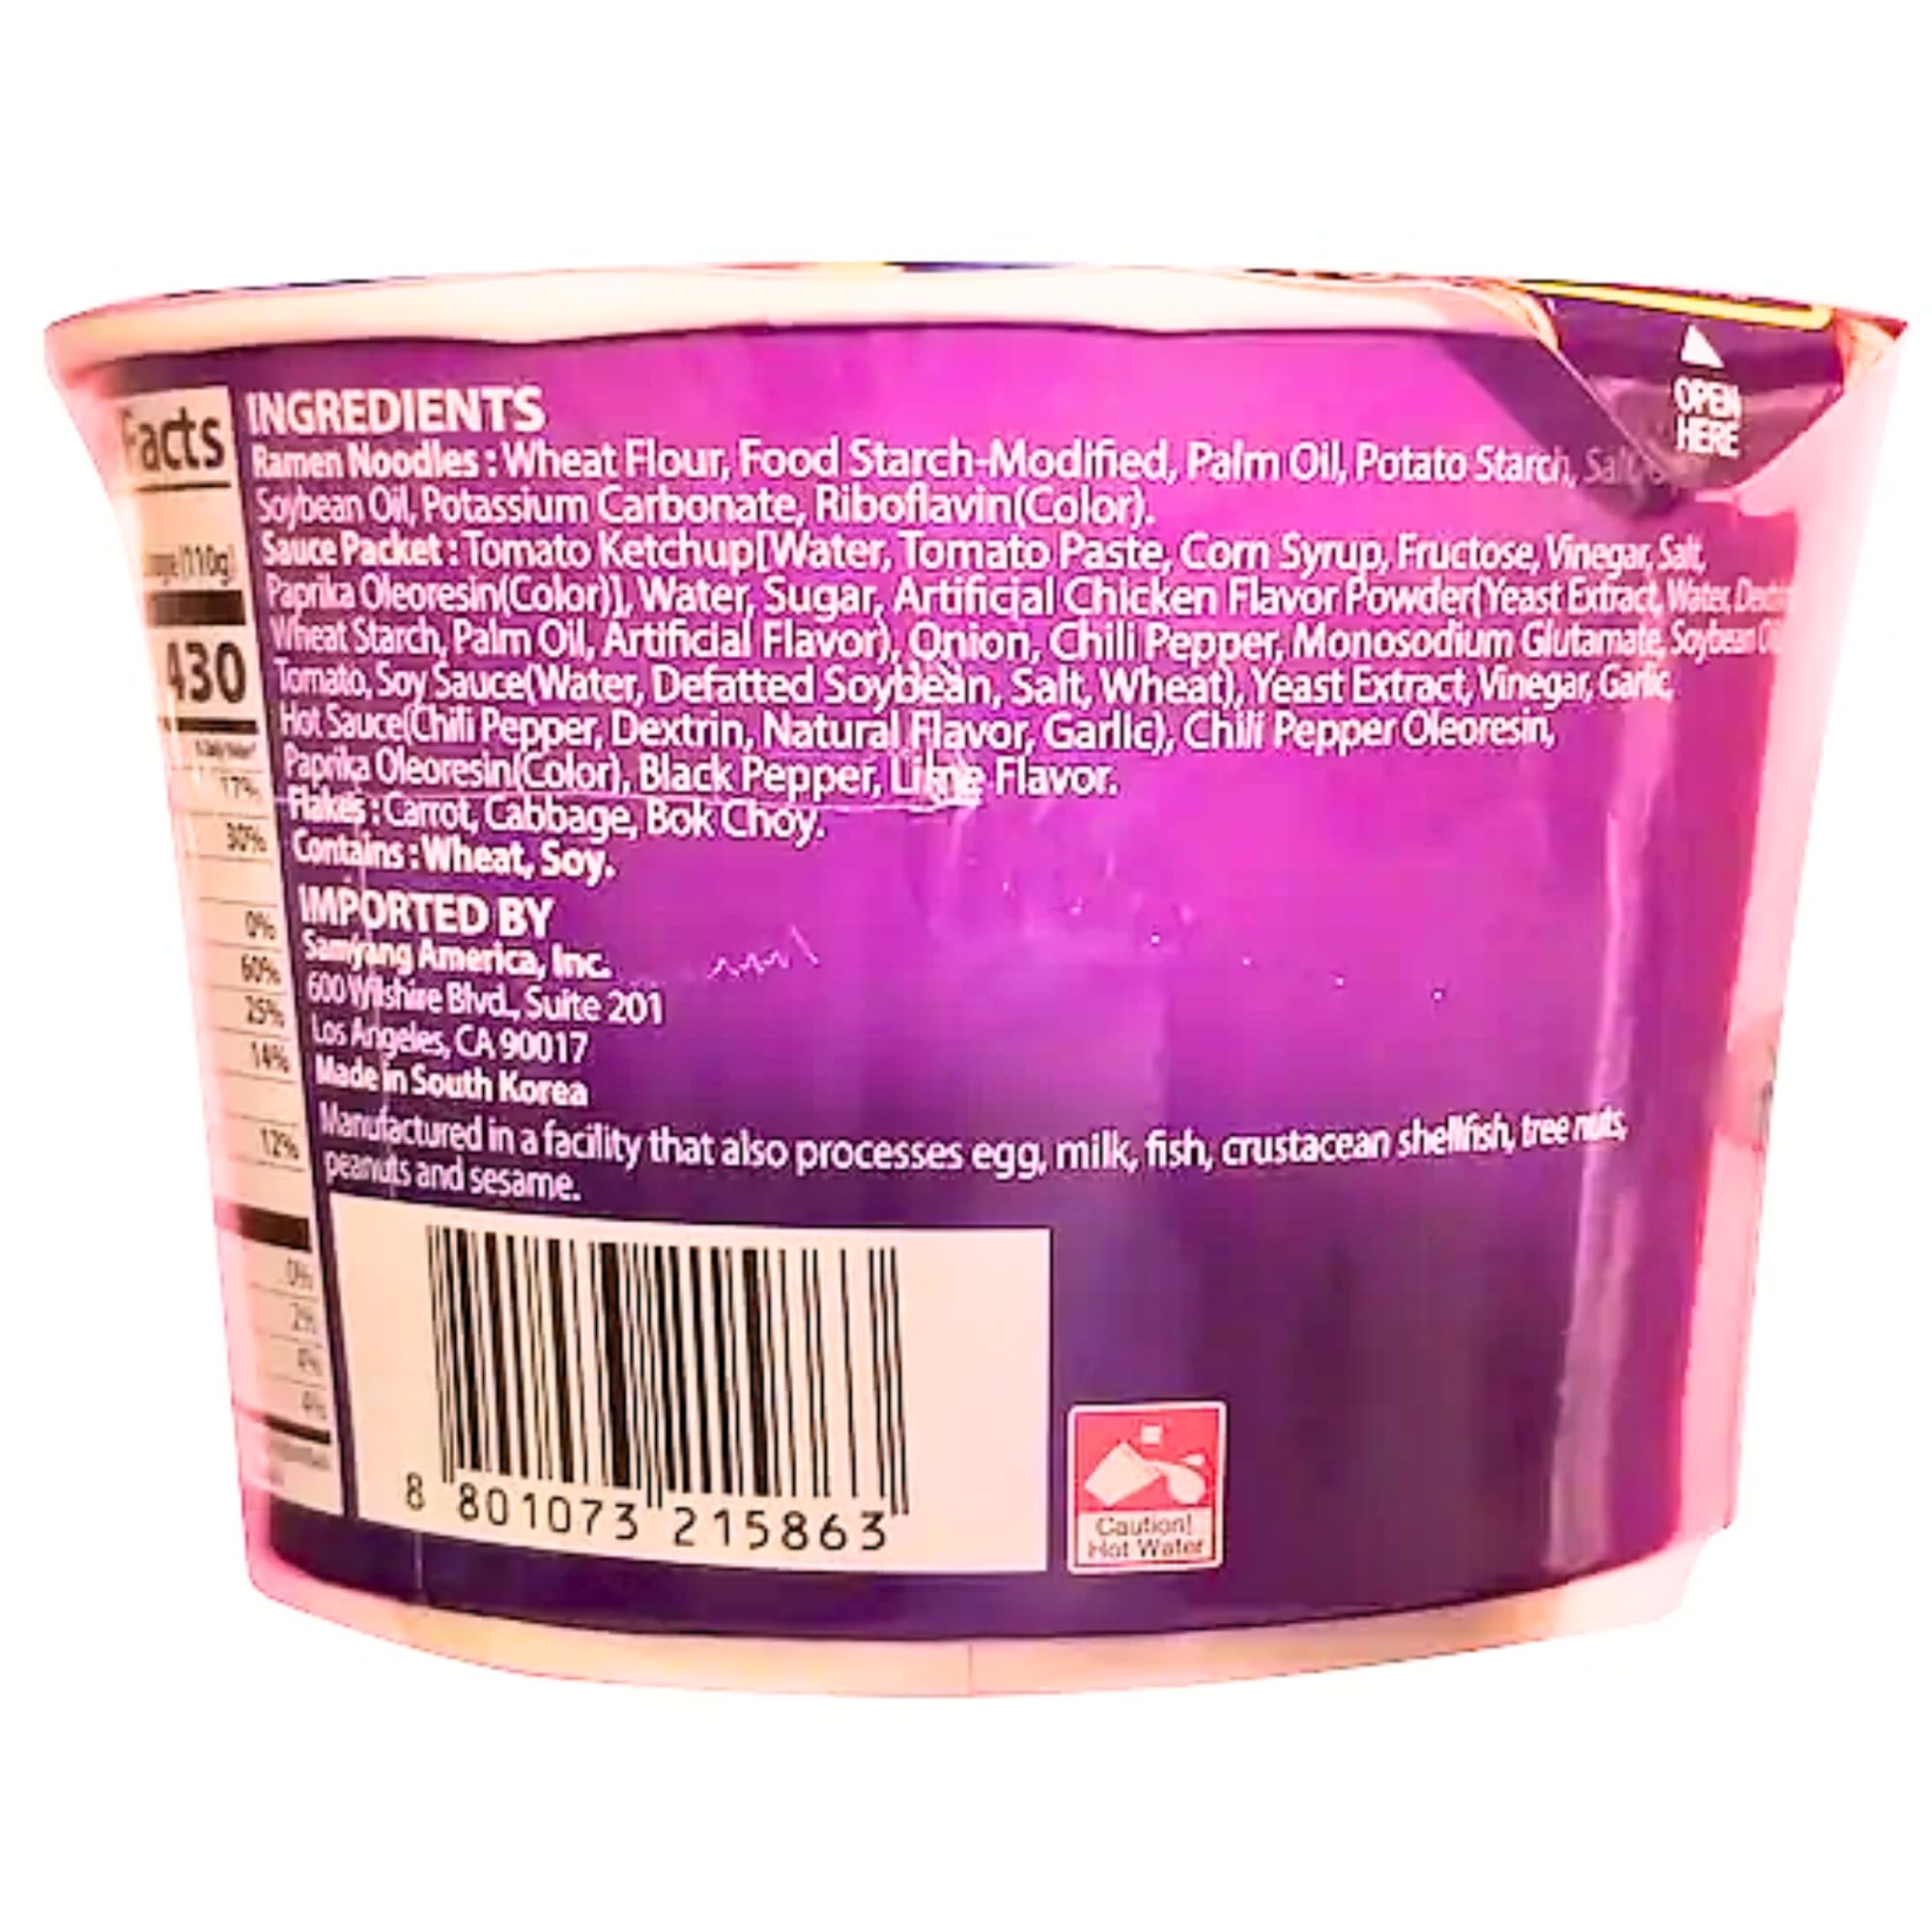 Facts
(110g)
430
17%
30%
0%
60%
25%
14%
12%
0%
2%
4%
4%
INGREDIENTS
Ramen Noodles : Wheat Flour, Food Starch-Modified, Palm Oil, Potato Starch, Salt,
Soybean Oil, Potassium Carbonate, Riboflavin(Color).
Sauce Packet : Tomato Ketchup[Water, Tomato Paste, Corn Syrup, Fructose, Vinegar, Salt,
Paprika Oleoresin(Color)], Water, Sugar, Artificial Chicken Flavor Powder(Yeast Extract, Water,
Wheat Starch, Palm Oil, Artificial Flavor), Onion, Chili Pepper, Monosodium Glutamate, Soybean
Tomato, Soy Sauce(Water, Defatted Soybean, Salt, Wheat), Yeast Extract, Vinegar, Garlic,
Hot Sauce(Chili Pepper, Dextrin, Natural Flavor, Garlic), Chili Pepper Oleoresin,
Paprika Oleoresin(Color), Black Pepper, Lime Flavor.
Flakes : Carrot, Cabbage, Bok Choy.
Contains : Wheat, Soy.
IMPORTED BY
Samyang America, Inc.
600 Wilshire Blvd., Suite 201
Los Angeles, CA 90017
Made in South Korea
Manufactured in a facility that also processes egg, milk, fish, crustacean shellfish, tree nuts,
peanuts and sesame.
8 801073 215863
Caution!
Hot Water
OPEN
HERE